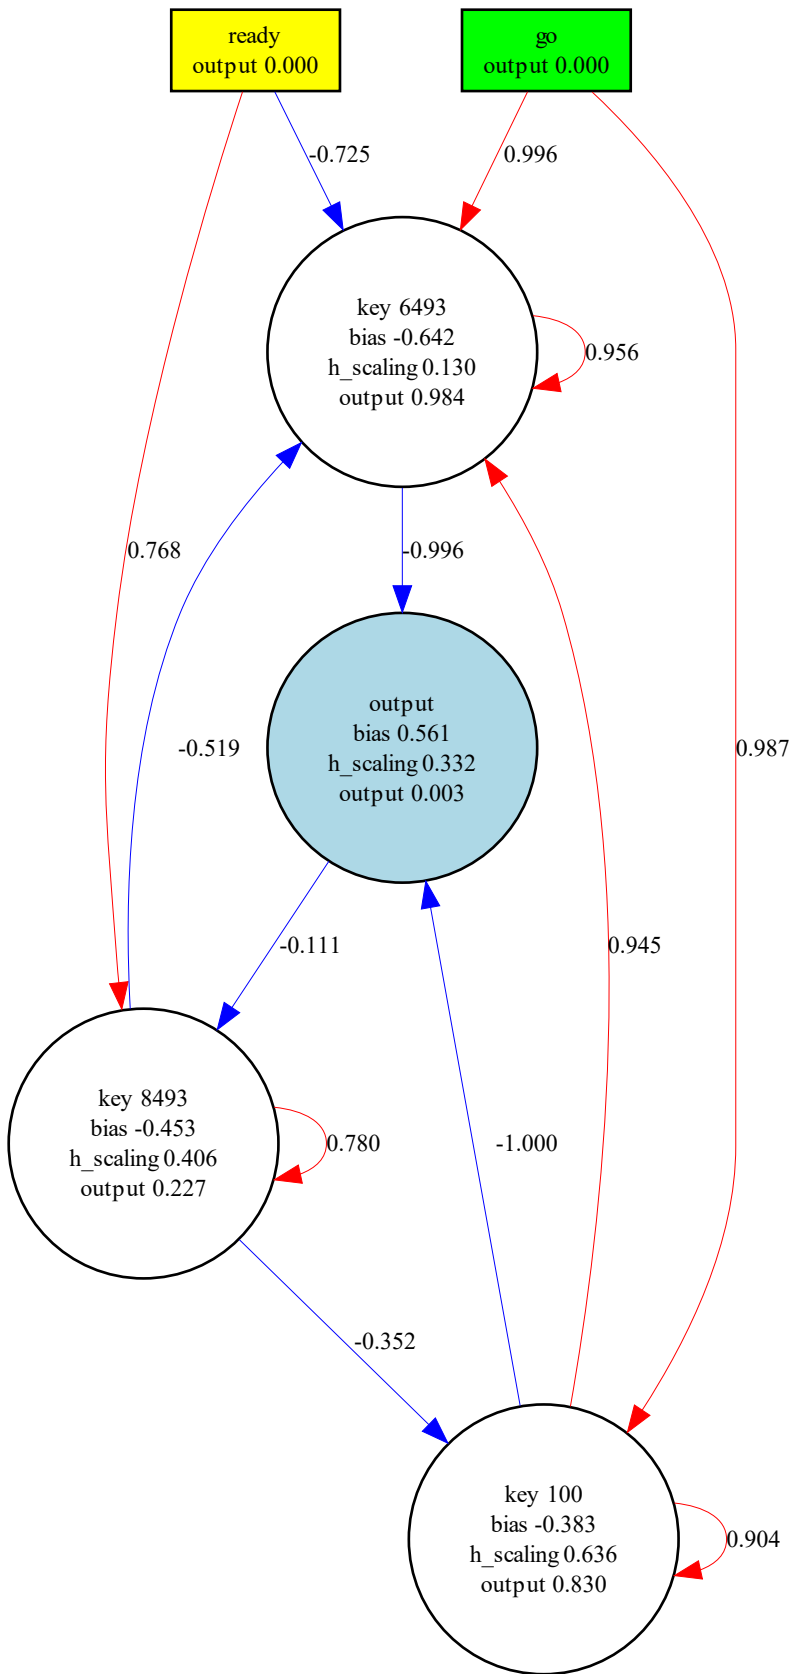 ready
output 0.000
go
output 0.000
-0.725
0.996
key 6493
bias -0.642
h_scaling 0.130
output 0.984
0.956
0.768
-0.996
output
bias 0.561
h_scaling 0.332
output 0.003
-0.519
0.987
-0.111
0.945
key 8493
bias -0.453
h_scaling 0.406
output 0.227
0.780
-1.000
-0.352
key 100
bias -0.383
h_scaling 0.636
output 0.830
0.904